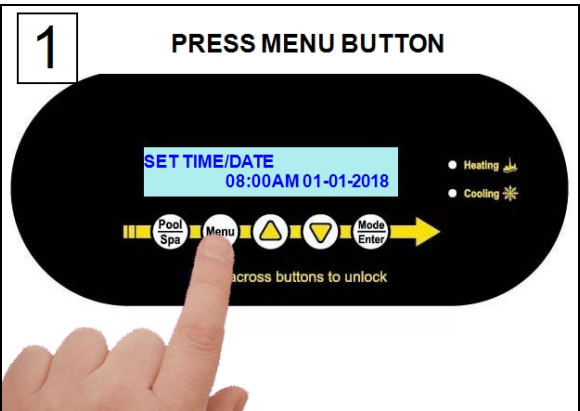 1
PRESS MENU BUTTON
SET TIME/DATE
08:00AM 01-01-2018
Heating
Cooling
Pool
Spa
Menu
Mode
Enter
across buttons to unlock